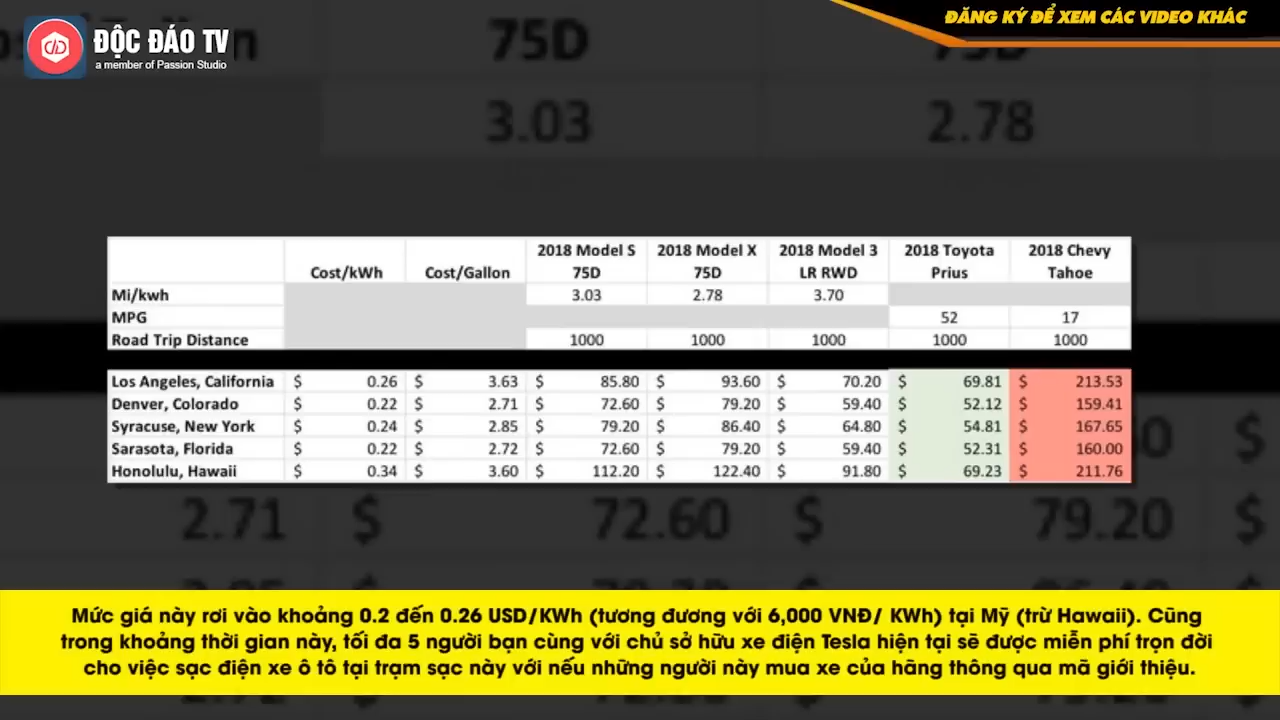 ĐĂNG KÝ ĐỂ XEM CÁC VIDEO KHÁC
ĐỘC ĐÁO TV
a member of Passion Studio
75D
3.03 2.78
2018 Model S 2018 Model X 2018 Model 3 2018 Toyota 2018 Chevy
Cost/kWh Cost/Gallon 75D 75D LR RWD Prius Tahoe
Mi/kwh 3.03 2.78 3.70
MPG 52 17
Road Trip Distance 1000 1000 1000 1000 1000
Los Angeles, California $ 0.26 $ 3.63 $ 85.80 $ 93.60 $ 70.20 $ 69.81 $ 213.53
Denver, Colorado $ 0.22 $ 2.71 $ 72.60 $ 79.20 $ 59.40 $ 52.12 $ 159.41
Syracuse, New York $ 0.24 $ 2.85 $ 79.20 $ 86.40 $ 64.80 $ 54.81 $ 167.65
Sarasota, Florida $ 0.22 $ 2.72 $ 72.60 $ 79.20 $ 59.40 $ 52.31 $ 160.00
Honolulu, Hawaii $ 0.34 $ 3.60 $ 112.20 $ 122.40 $ 91.80 $ 69.23 $ 211.76
2.71 $ 72.60 $ 79.20 $
Mức giá này rơi vào khoảng 0.2 đến 0.26 USD/KWh (tương đương với 6,000 VNĐ/ KWh) tại Mỹ (trừ Hawaii). Cũng
trong khoảng thời gian này, tối đa 5 người bạn cùng với chủ sở hữu xe điện Tesla hiện tại sẽ được miễn phí trọn đời
cho việc sạc điện xe ô tô tại trạm sạc này với nếu những người này mua xe của hãng thông qua mã giới thiệu.